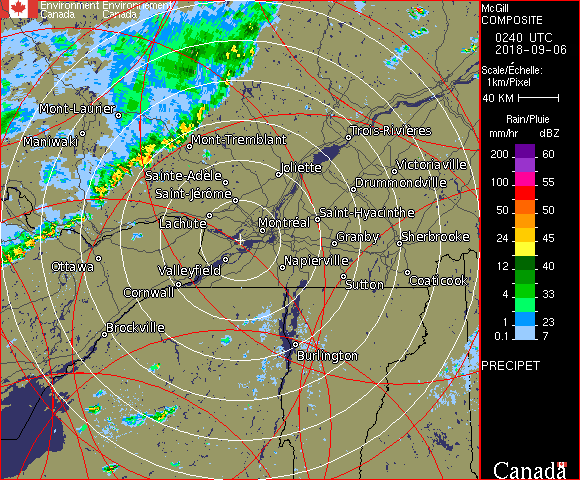 Environment Environnement
Canada Canada
McGill
COMPOSITE
0240 UTC
2018-09-06
Scale/Échelle:
1km/Pixel
40 KM
Rain/Pluie
mm/hr dBZ
200 60
150 57
100 55
50 50
24 45
12 40
4 33
1 23
0.1 7
PRECIPET
Canada
Mont-Laurier
Maniwaki
Mont-Tremblant
Trois-Rivières
Sainte-Adèle
Joliette
Victoriaville
Saint-Jérôme
Drummondville
Lachute
Montréal
Saint-Hyacinthe
Granby
Sherbrooke
Ottawa
Valleyfield
Napierville
Cornwall
Sutton
Coaticook
Brockville
Burlington